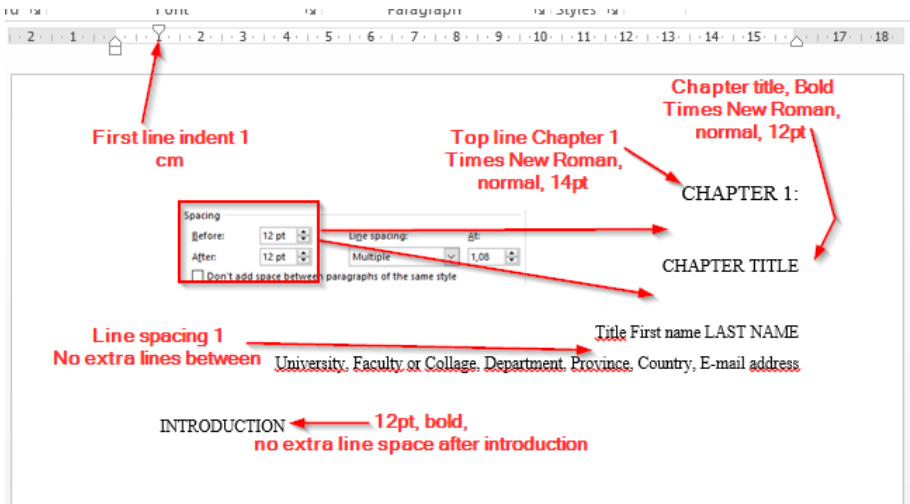 Font Paragraph Styles
2 1 1 2 3 4 5 6 7 8 9 10 11 12 13 14 15 17 18
Chapter title, Bold
Times New Roman,
normal, 12pt
First line indent 1
cm
Top line Chapter 1
Times New Roman,
normal, 14pt
CHAPTER 1:
Spacing
Before: 12 pt Line spacing: At:
After: 12 pt Multiple 1,08
Don't add space between paragraphs of the same style
CHAPTER TITLE
Line spacing 1
No extra lines between
Title First name LAST NAME
University, Faculty or Collage, Department, Province, Country, E-mail address
INTRODUCTION
12pt, bold,
no extra line space after introduction